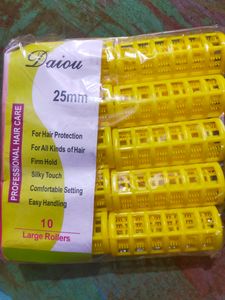 Daiou
25mm
PROFESSIONAL HAIR CARE
For Hair Protection
For All Kinds of Hair
Firm Hold
Silky Touch
Comfortable Setting
Easy Handling
10
Large Rollers